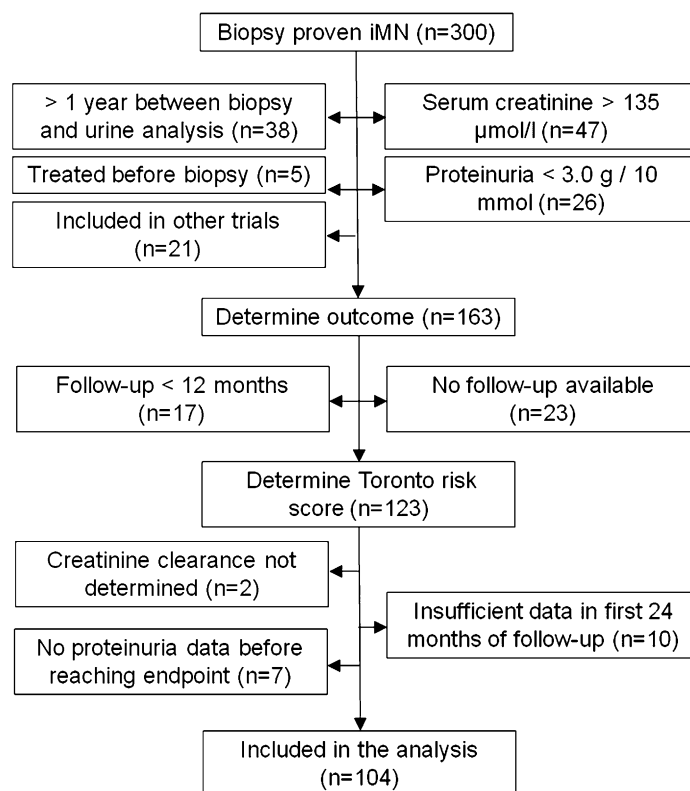 Biopsy proven iMN (n=300)
> 1 year between biopsy
and urine analysis (n=38)
Serum creatinine > 135
µmol/l (n=47)
Treated before biopsy (n=5)
Proteinuria < 3.0 g / 10
mmol (n=26)
Included in other trials
(n=21)
Determine outcome (n=163)
Follow-up < 12 months
(n=17)
No follow-up available
(n=23)
Determine Toronto risk
score (n=123)
Creatinine clearance not
determined (n=2)
Insufficient data in first 24
months of follow-up (n=10)
No proteinuria data before
reaching endpoint (n=7)
Included in the analysis
(n=104)